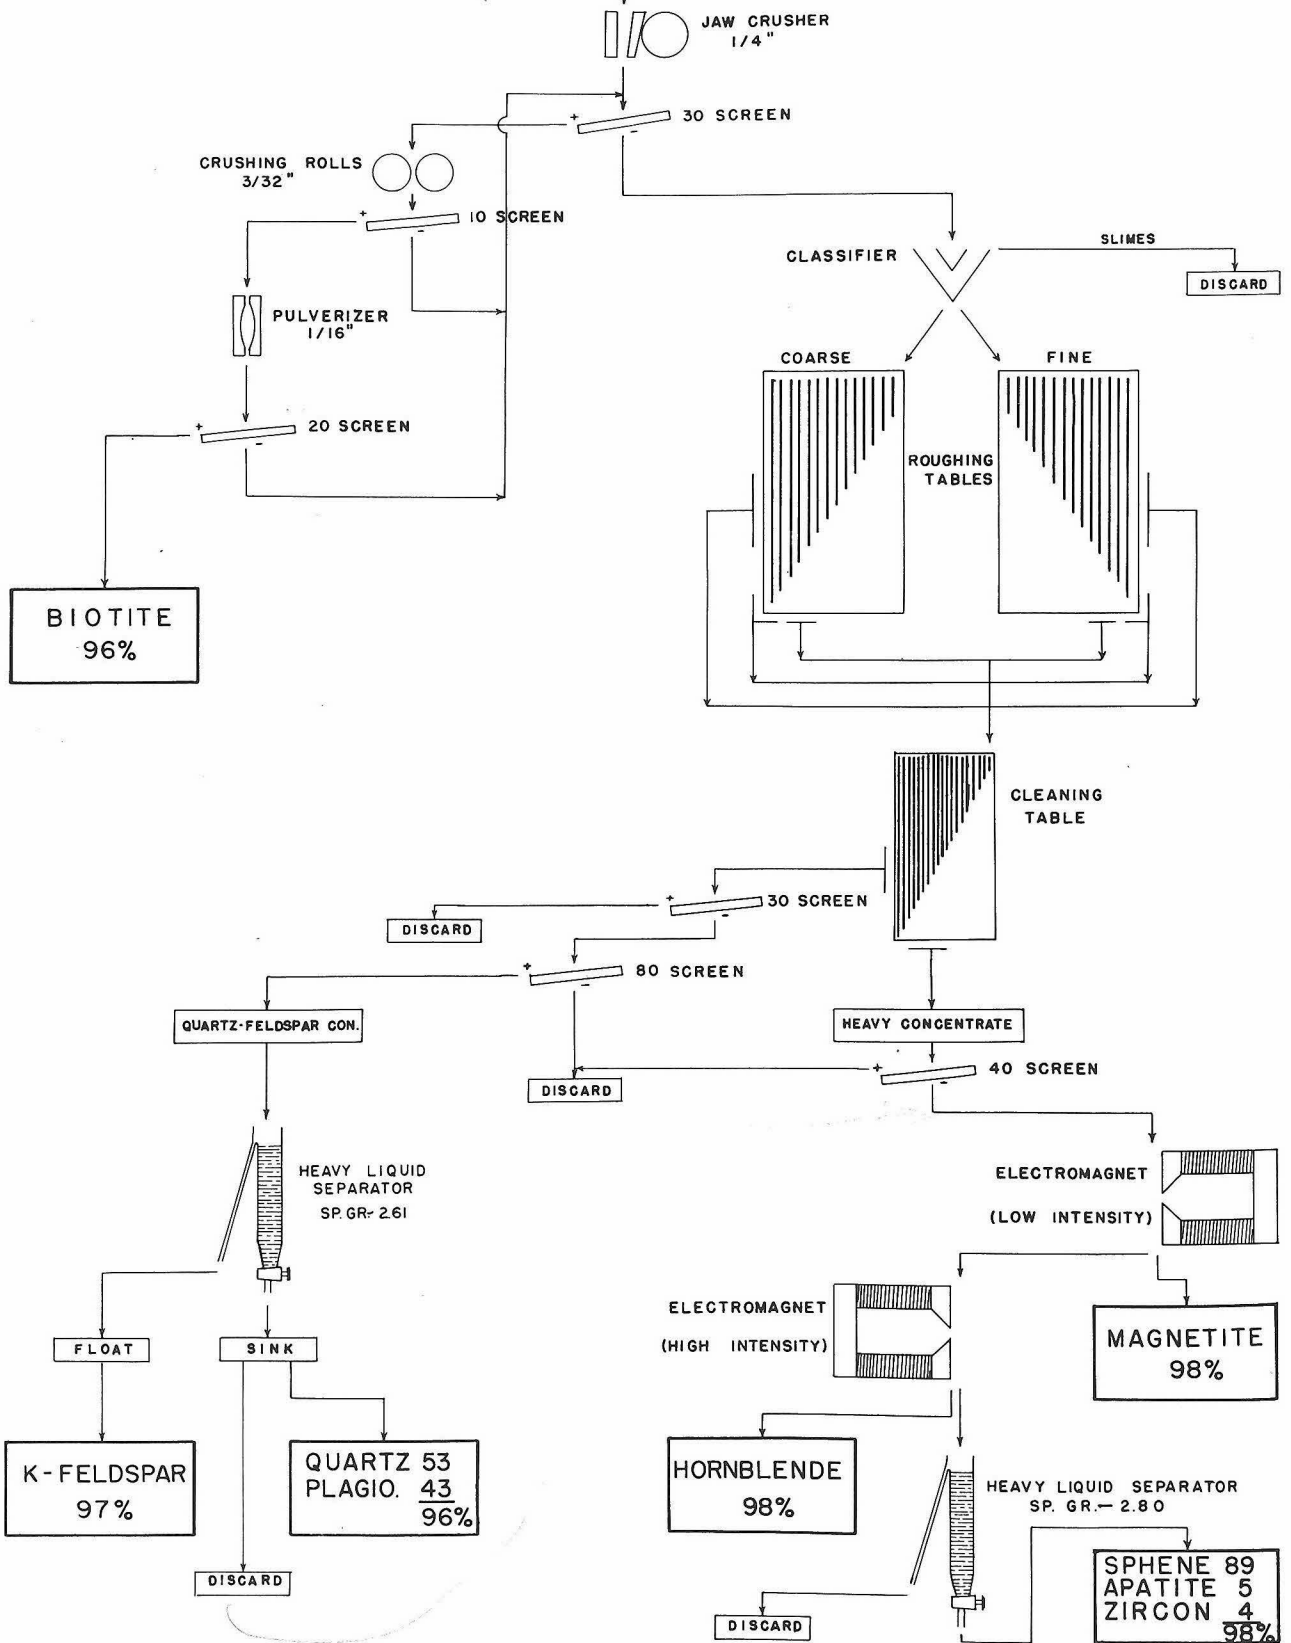 JAW CRUSHER
1/4"
+
30 SCREEN
-
CRUSHING ROLLS
3/32"
+
10 SCREEN
-
CLASSIFIER
SLIMES
DISCARD
PULVERIZER
1/16"
COARSE
FINE
+
20 SCREEN
-
ROUGHING
TABLES
BIOTITE
96%
CLEANING
TABLE
+
30 SCREEN
-
DISCARD
+
80 SCREEN
-
QUARTZ-FELDSPAR CON.
HEAVY CONCENTRATE
+
40 SCREEN
-
DISCARD
HEAVY LIQUID
SEPARATOR
SP. GR.- 2.61
ELECTROMAGNET
(LOW INTENSITY)
ELECTROMAGNET
(HIGH INTENSITY)
MAGNETITE
98%
FLOAT
SINK
K-FELDSPAR
97%
QUARTZ 53
PLAGIO. 43
96%
HORNBLENDE
98%
HEAVY LIQUID SEPARATOR
SP. GR.- 2.80
DISCARD
DISCARD
SPHENE 89
APATITE 5
ZIRCON 4
98%